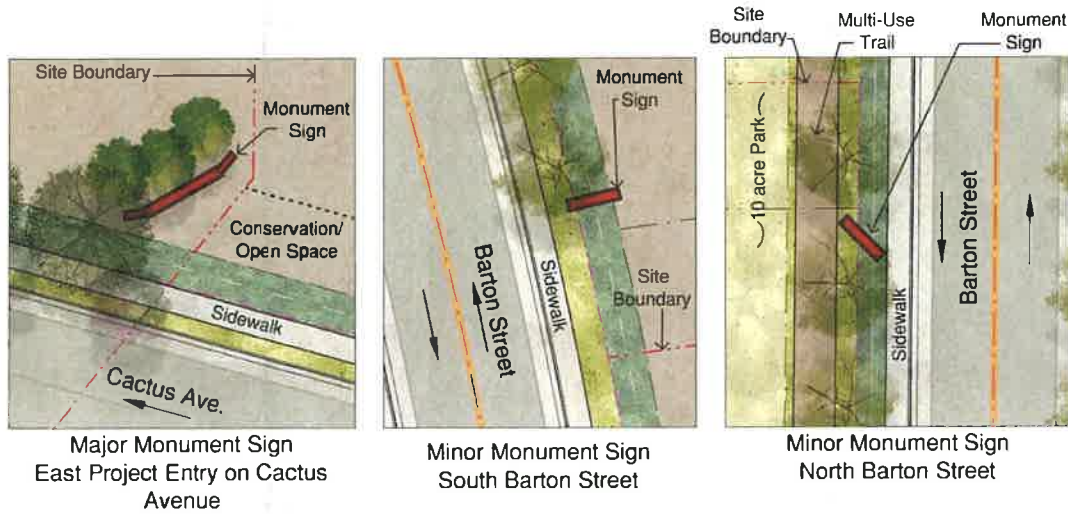 Site Boundary
Monument
Sign
Conservation/
Open Space
Sidewalk
Cactus Ave.
Major Monument Sign
East Project Entry on Cactus
Avenue
Monument
Sign
Barton Street
Sidewalk
Site
Boundary
Minor Monument Sign
South Barton Street
Site
Boundary
Multi-Use
Trail
Monument
Sign
10 acre Park
Sidewalk
Barton Street
Minor Monument Sign
North Barton Street